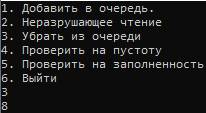 1. Добавить в очередь.
2. Неразрушающее чтение
3. Убрать из очереди
4. Проверить на пустоту
5. Проверить на заполненность
6. Выйти
3
8